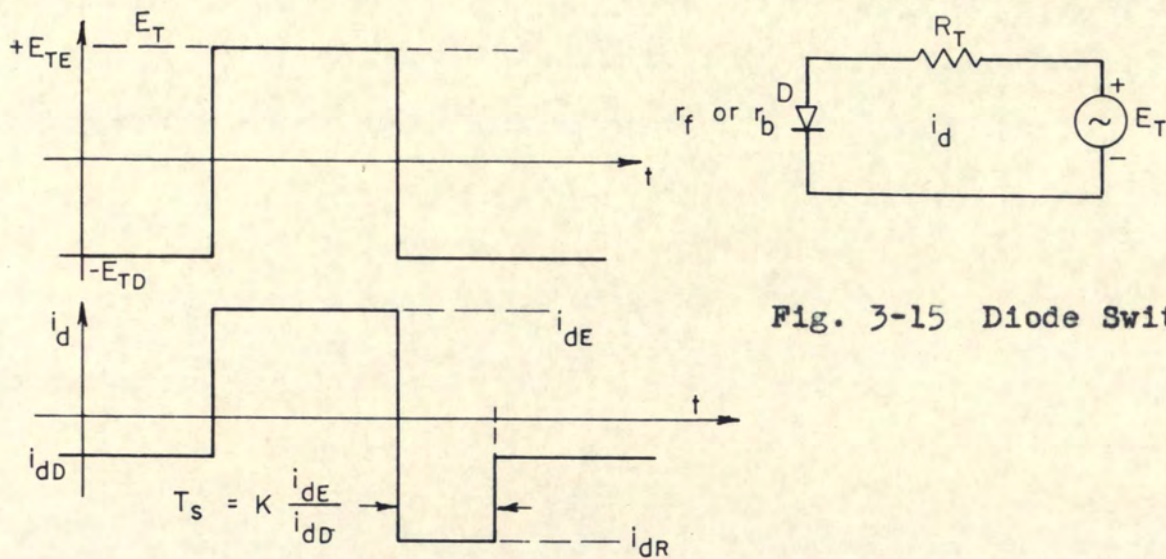 +E_TE
E_T
t
-E_TD
R_T
D
r_f or r_b
i_d
+
E_T
-
i_d
i_dE
t
i_dD
T_s = K i_dE / i_dD
i_dR
Fig. 3-15 Diode Swit